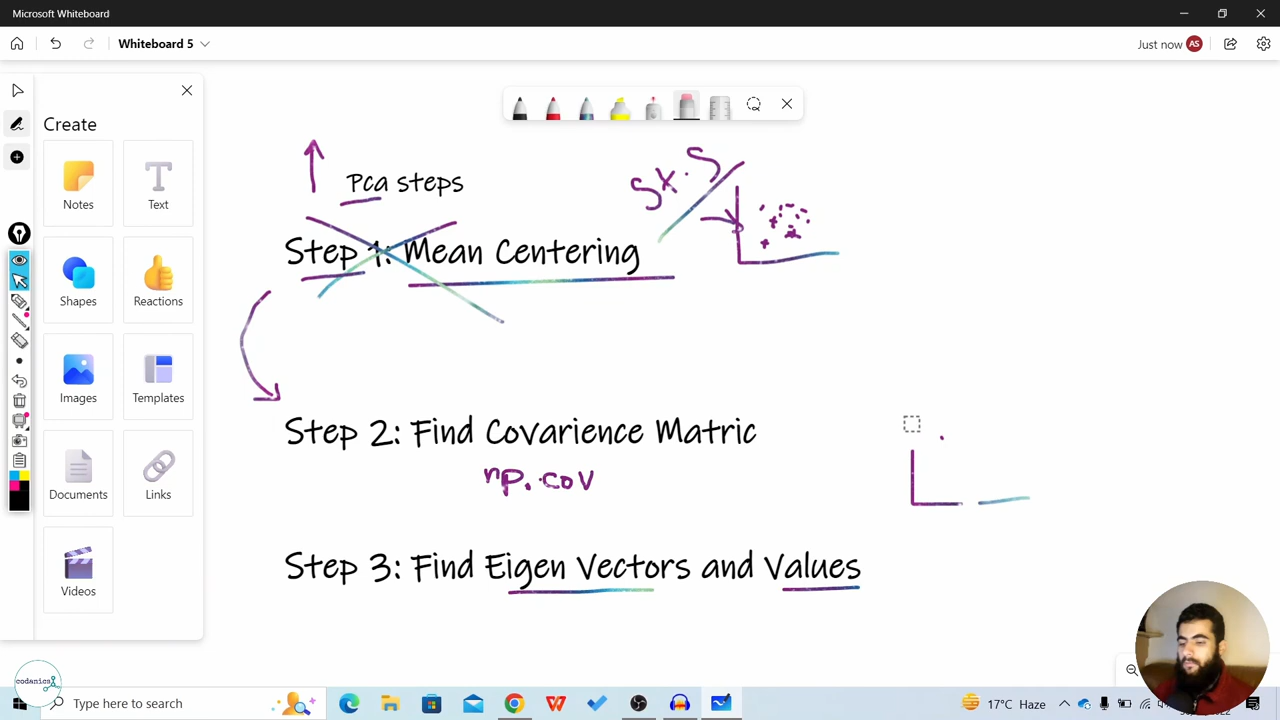 Microsoft Whiteboard
Whiteboard 5
Just now AS
Create
Notes
Text
Shapes
Reactions
Images
Templates
Documents
Links
Videos
Pca steps
Step 1: Mean Centering
Step 2: Find Covarience Matric
np.cov
Step 3: Find Eigen Vectors and Values
codanics
Type here to search
17°C Haze